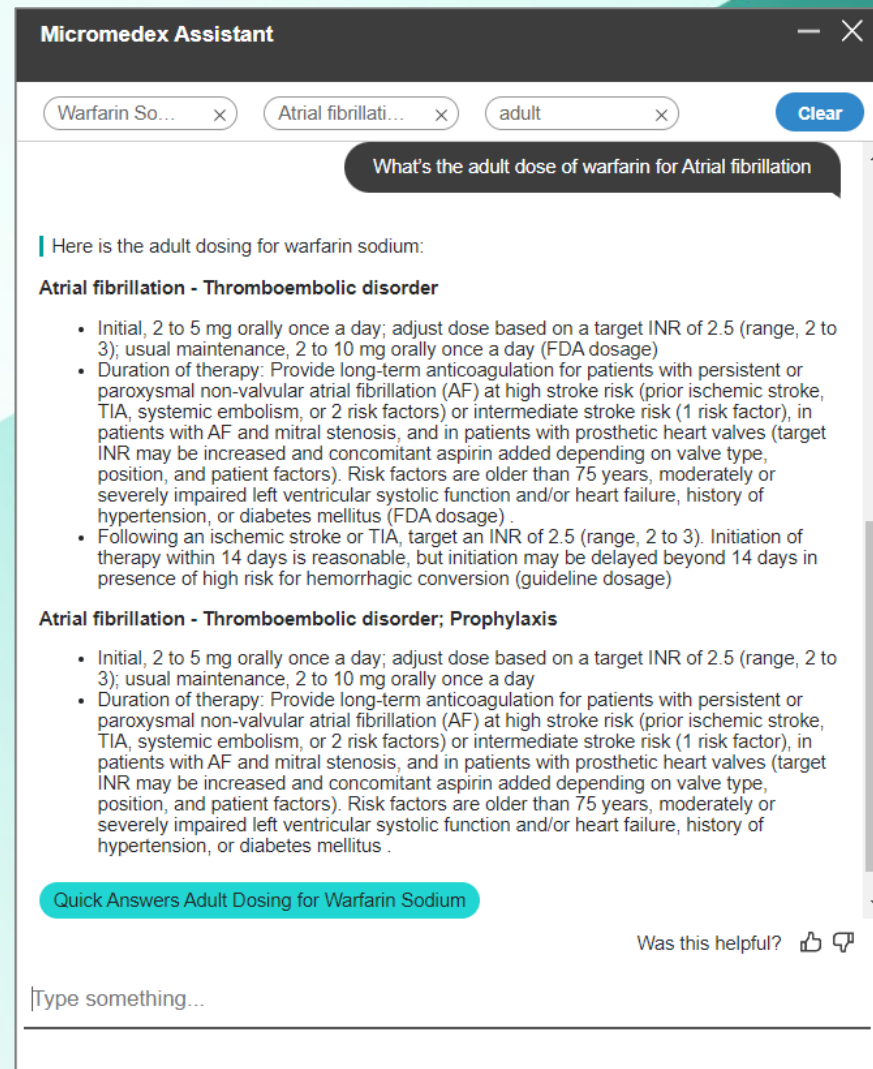 Micromedex Assistant
Warfarin So... Atrial fibrillati... adult Clear
What's the adult dose of warfarin for Atrial fibrillation
Here is the adult dosing for warfarin sodium:
Atrial fibrillation - Thromboembolic disorder
• Initial, 2 to 5 mg orally once a day; adjust dose based on a target INR of 2.5 (range, 2 to
3); usual maintenance, 2 to 10 mg orally once a day (FDA dosage)
• Duration of therapy: Provide long-term anticoagulation for patients with persistent or
paroxysmal non-valvular atrial fibrillation (AF) at high stroke risk (prior ischemic stroke,
TIA, systemic embolism, or 2 risk factors) or intermediate stroke risk (1 risk factor), in
patients with AF and mitral stenosis, and in patients with prosthetic heart valves (target
INR may be increased and concomitant aspirin added depending on valve type,
position, and patient factors). Risk factors are older than 75 years, moderately or
severely impaired left ventricular systolic function and/or heart failure, history of
hypertension, or diabetes mellitus (FDA dosage) .
• Following an ischemic stroke or TIA, target an INR of 2.5 (range, 2 to 3). Initiation of
therapy within 14 days is reasonable, but initiation may be delayed beyond 14 days in
presence of high risk for hemorrhagic conversion (guideline dosage)
Atrial fibrillation - Thromboembolic disorder; Prophylaxis
• Initial, 2 to 5 mg orally once a day; adjust dose based on a target INR of 2.5 (range, 2 to
3); usual maintenance, 2 to 10 mg orally once a day
• Duration of therapy: Provide long-term anticoagulation for patients with persistent or
paroxysmal non-valvular atrial fibrillation (AF) at high stroke risk (prior ischemic stroke,
TIA, systemic embolism, or 2 risk factors) or intermediate stroke risk (1 risk factor), in
patients with AF and mitral stenosis, and in patients with prosthetic heart valves (target
INR may be increased and concomitant aspirin added depending on valve type,
position, and patient factors). Risk factors are older than 75 years, moderately or
severely impaired left ventricular systolic function and/or heart failure, history of
hypertension, or diabetes mellitus .
Quick Answers Adult Dosing for Warfarin Sodium
Was this helpful?
Type something...